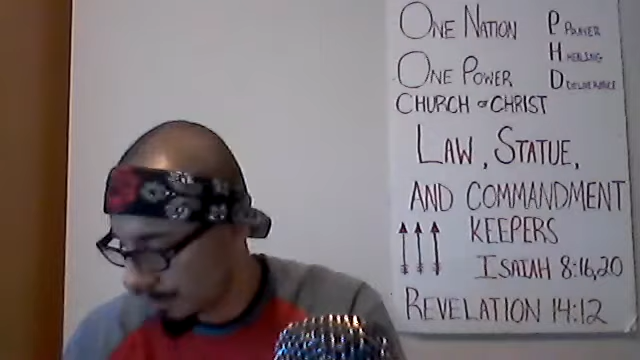 ONE NATION
P PRAYER
H HEALING
ONE POWER
D DELIVERANCE
CHURCH OF CHRIST
LAW, STATUE,
AND COMMANDMENT
KEEPERS
ISAIAH 8:16,20
REVELATION 14:12